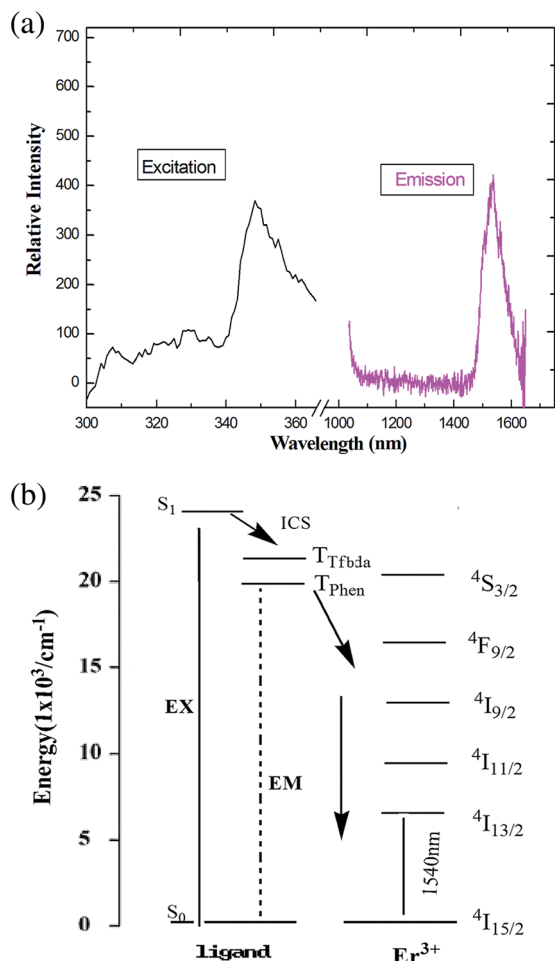 (a)
700
600
500
400
300
200
100
0
Relative Intensity
Excitation
Emission
300 320 340 360 1000 1200 1400 1600
Wavelength (nm)
(b)
25
20
15
10
5
0
Energy(1x10³/cm⁻¹)
S₁
ICS
T_Tfbda
T_Phen
EX
EM
S₀
ligand
⁴S₃/₂
⁴F₉/₂
⁴I₉/₂
⁴I₁₁/₂
⁴I₁₃/₂
1540nm
⁴I₁₅/₂
Er³⁺